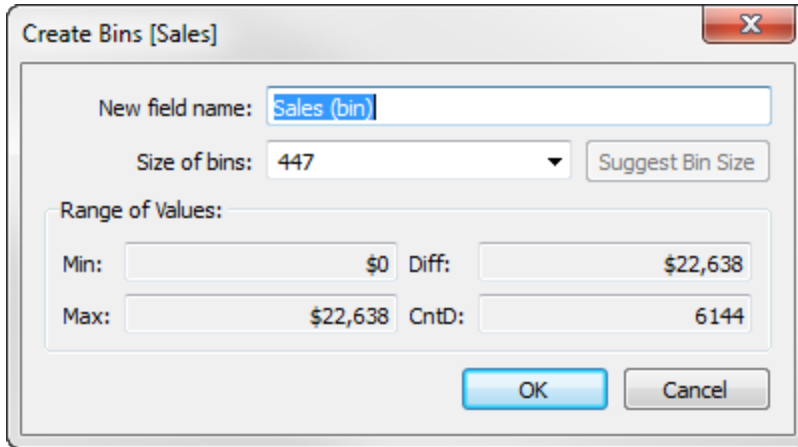 Create Bins [Sales]
New field name: Sales (bin)
Size of bins: 447 Suggest Bin Size
Range of Values:
Min: $0 Diff: $22,638
Max: $22,638 CntD: 6144
OK Cancel